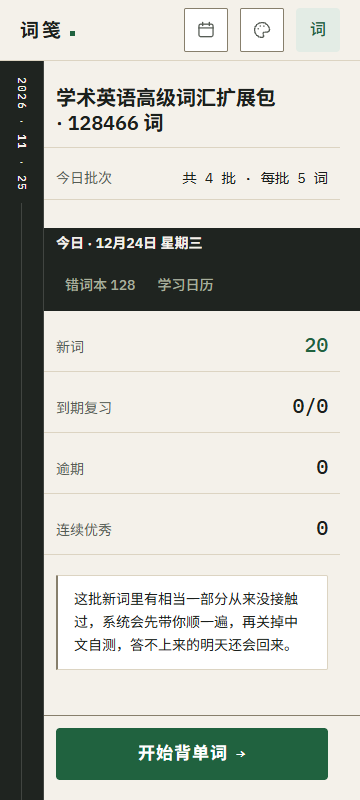 词笺
词
2026 · 11 · 25
学术英语高级词汇扩展包
· 128466 词
今日批次
共 4 批 · 每批 5 词
今日 · 12月24日 星期三
错词本 128 学习日历
新词
20
到期复习
0/0
逾期
0
连续优秀
0
这批新词里有相当一部分从来没接触
过，系统会先带你顺一遍，再关掉中
文自测，答不上来的明天还会回来。
开始背单词 →